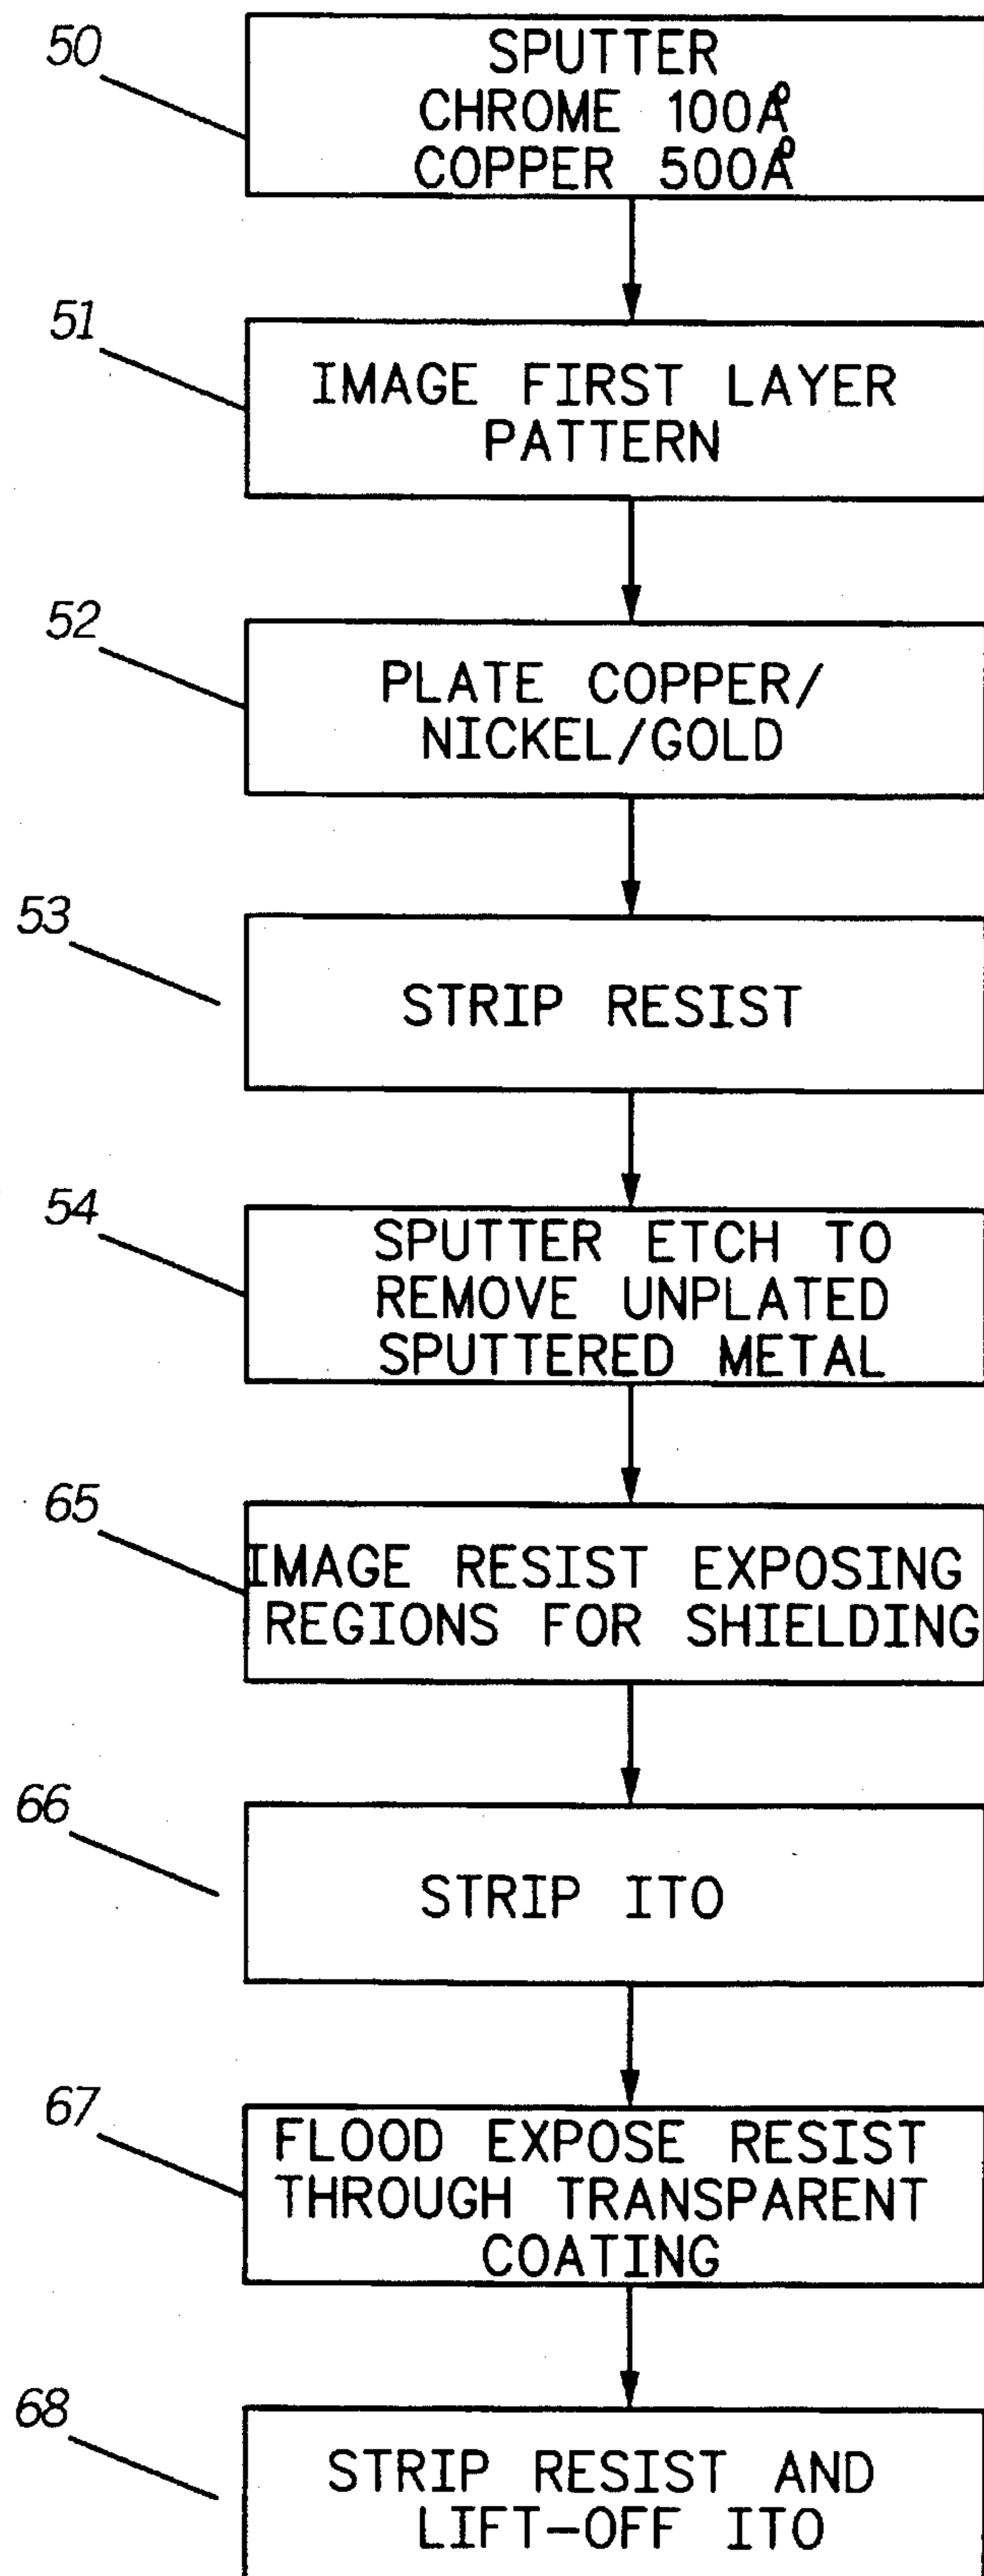 50
SPUTTER
CHROME 100Å
COPPER 500Å
51
IMAGE FIRST LAYER
PATTERN
52
PLATE COPPER/
NICKEL/GOLD
53
STRIP RESIST
54
SPUTTER ETCH TO
REMOVE UNPLATED
SPUTTERED METAL
65
IMAGE RESIST EXPOSING
REGIONS FOR SHIELDING
66
STRIP ITO
67
FLOOD EXPOSE RESIST
THROUGH TRANSPARENT
COATING
68
STRIP RESIST AND
LIFT-OFF ITO